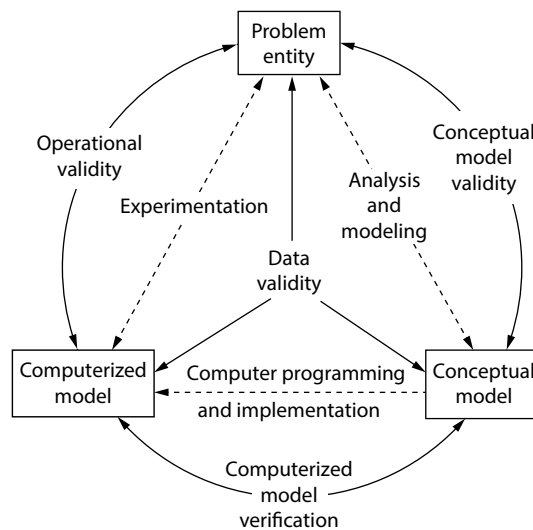 Problem
entity
Operational
validity
Conceptual
model
validity
Experimentation
Analysis
and
modeling
Data
validity
Computerized
model
Computer programming
and implementation
Conceptual
model
Computerized
model
verification